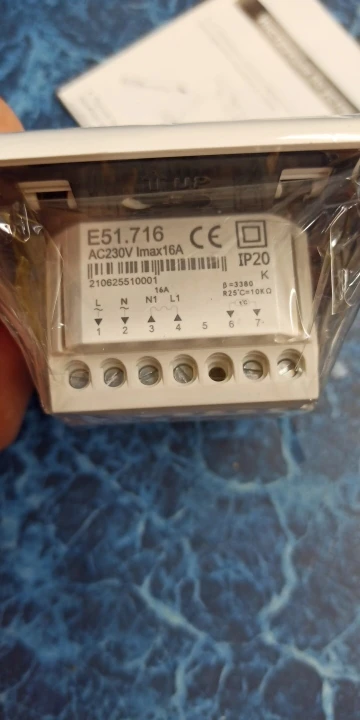 E51.716
AC230V Imax16A
CE
IP20
210625510001
K
16A
β=3380
R25°C=10KΩ
L N N1 L1
1 2 3 4 5 6 7